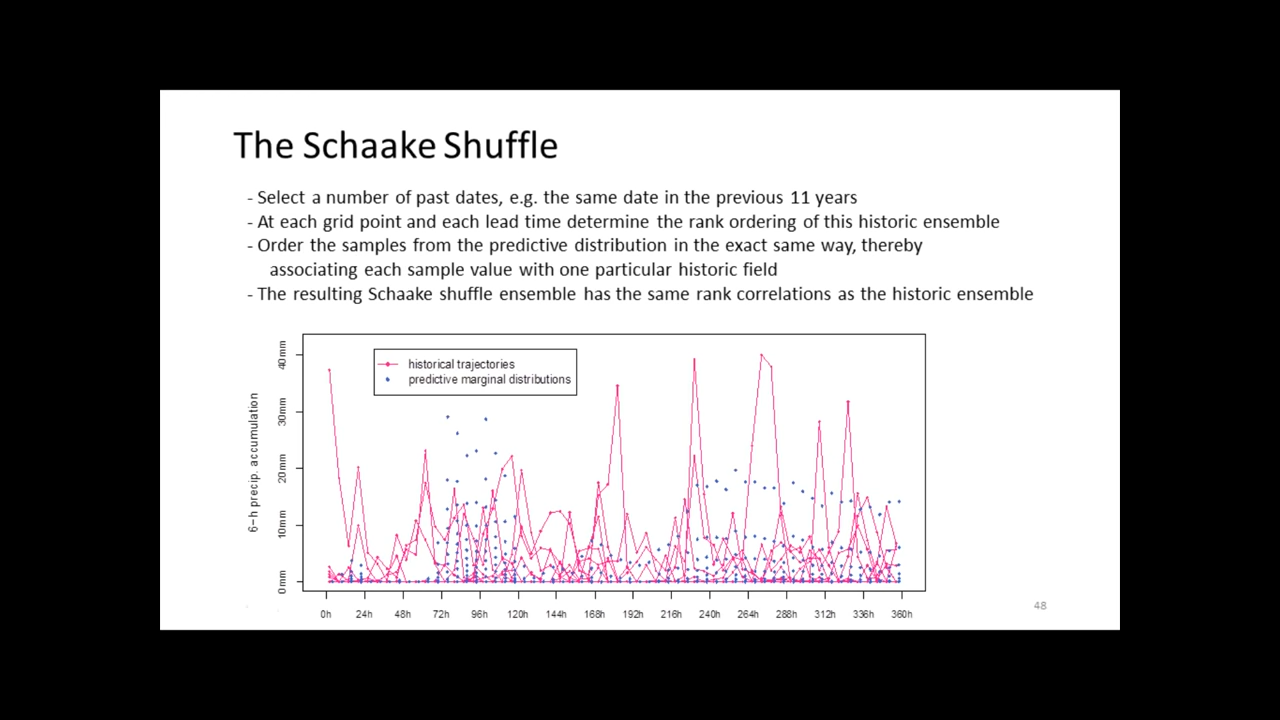 The Schaake Shuffle
- Select a number of past dates, e.g. the same date in the previous 11 years
- At each grid point and each lead time determine the rank ordering of this historic ensemble
- Order the samples from the predictive distribution in the exact same way, thereby
associating each sample value with one particular historic field
- The resulting Schaake shuffle ensemble has the same rank correlations as the historic ensemble
historical trajectories
predictive marginal distributions
6-h precip. accumulation
40mm
30mm
20mm
10mm
0mm
0h 24h 48h 72h 96h 120h 144h 168h 192h 216h 240h 264h 288h 312h 336h 360h
48